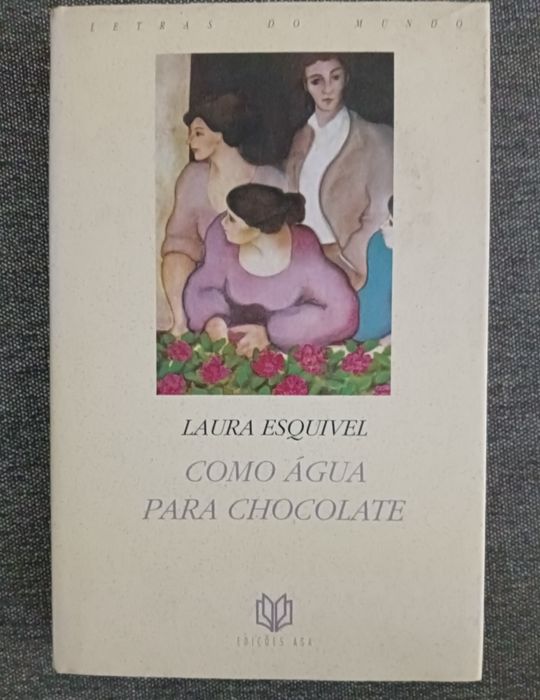 LETRAS DO MUNDO
LAURA ESQUIVEL
COMO ÁGUA
PARA CHOCOLATE
EDIÇÕES ASA